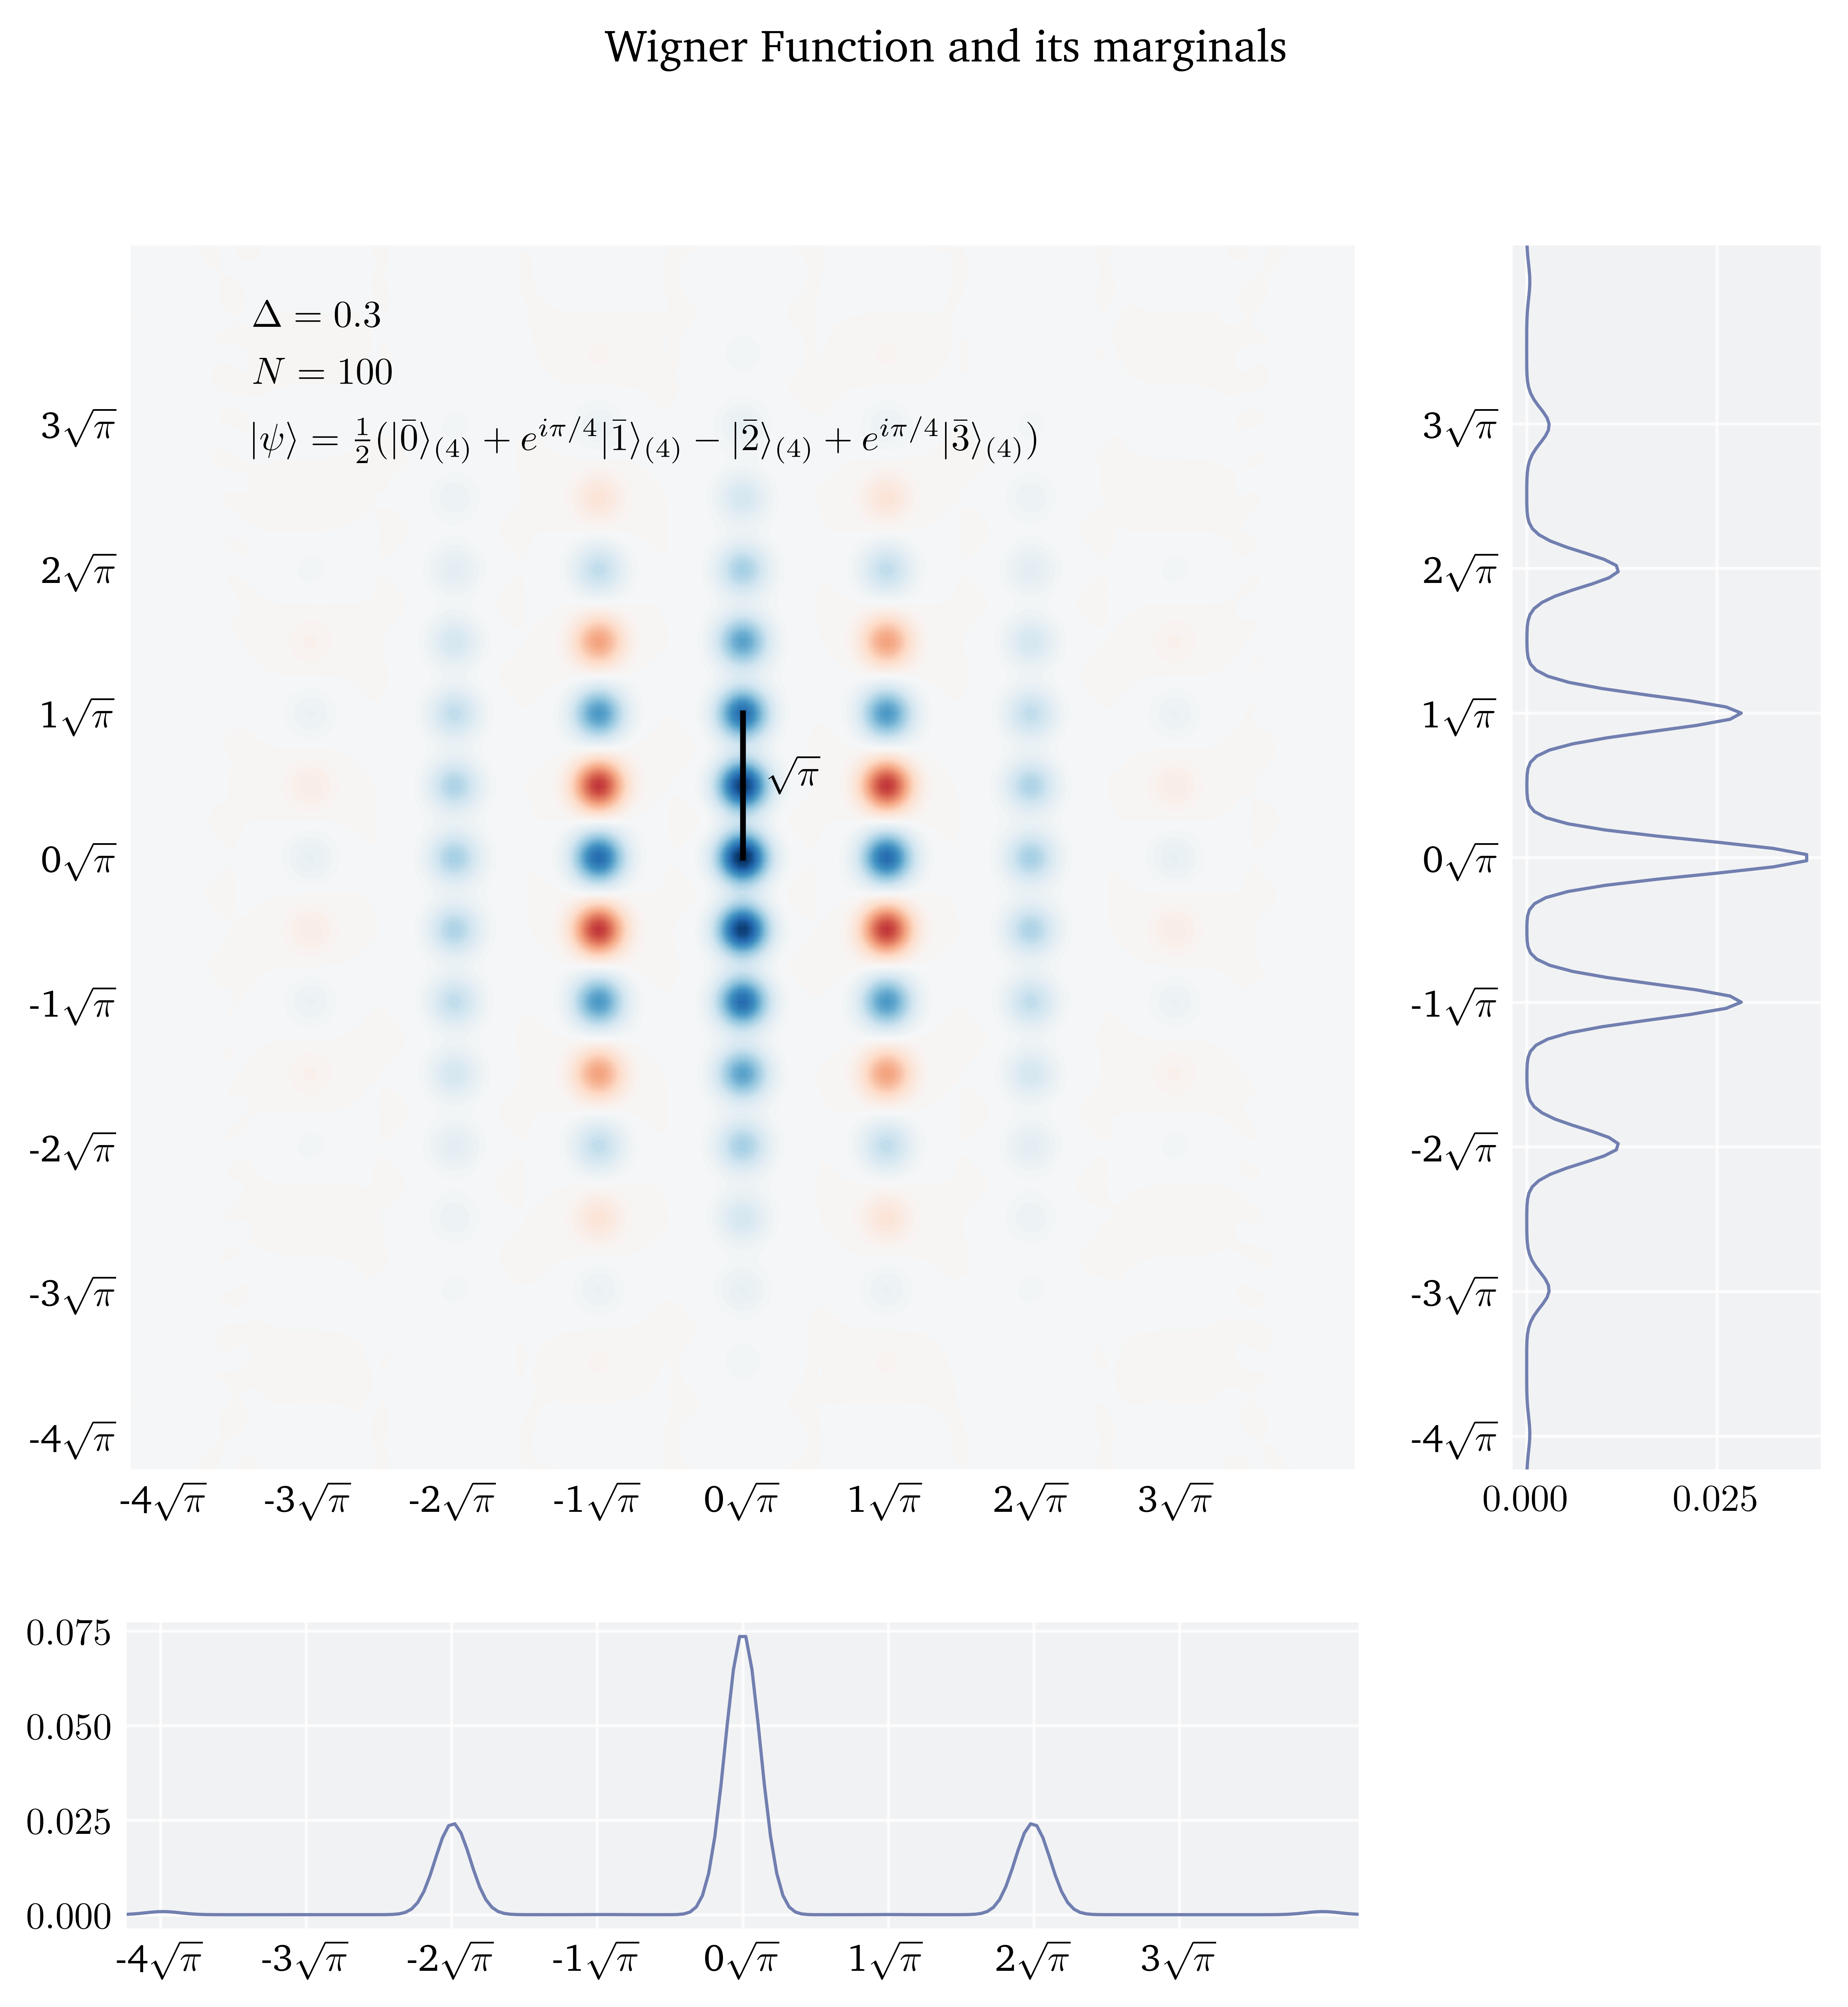 Wigner Function and its marginals
Δ = 0.3
N = 100
|ψ⟩ = 1/2(|0̄⟩₍₄₎ + e^{iπ/4}|1̄⟩₍₄₎ − |2̄⟩₍₄₎ + e^{iπ/4}|3̄⟩₍₄₎)
√π
3√π
2√π
1√π
0√π
-1√π
-2√π
-3√π
-4√π
-4√π -3√π -2√π -1√π 0√π 1√π 2√π 3√π
3√π
2√π
1√π
0√π
-1√π
-2√π
-3√π
-4√π
0.000 0.025
0.075
0.050
0.025
0.000
-4√π -3√π -2√π -1√π 0√π 1√π 2√π 3√π